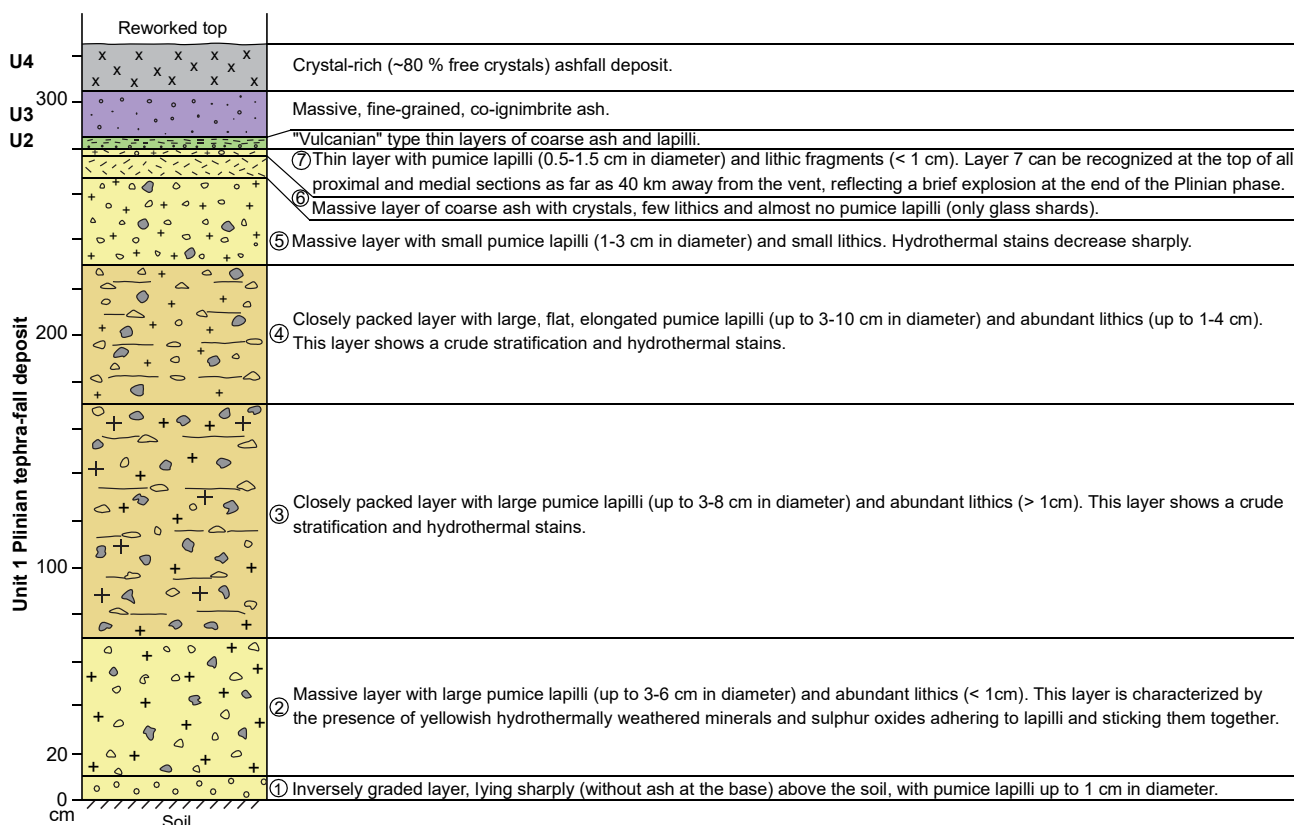 Reworked top
U4
Crystal-rich (~80 % free crystals) ashfall deposit.
300
U3
Massive, fine-grained, co-ignimbrite ash.
U2
"Vulcanian" type thin layers of coarse ash and lapilli.
⑦ Thin layer with pumice lapilli (0.5-1.5 cm in diameter) and lithic fragments (< 1 cm). Layer 7 can be recognized at the top of all
proximal and medial sections as far as 40 km away from the vent, reflecting a brief explosion at the end of the Plinian phase.
⑥ Massive layer of coarse ash with crystals, few lithics and almost no pumice lapilli (only glass shards).
⑤ Massive layer with small pumice lapilli (1-3 cm in diameter) and small lithics. Hydrothermal stains decrease sharply.
Unit 1 Plinian tephra-fall deposit
200
④ Closely packed layer with large, flat, elongated pumice lapilli (up to 3-10 cm in diameter) and abundant lithics (up to 1-4 cm).
This layer shows a crude stratification and hydrothermal stains.
③ Closely packed layer with large pumice lapilli (up to 3-8 cm in diameter) and abundant lithics (> 1cm). This layer shows a crude
stratification and hydrothermal stains.
100
② Massive layer with large pumice lapilli (up to 3-6 cm in diameter) and abundant lithics (< 1cm). This layer is characterized by
the presence of yellowish hydrothermally weathered minerals and sulphur oxides adhering to lapilli and sticking them together.
20
① Inversely graded layer, lying sharply (without ash at the base) above the soil, with pumice lapilli up to 1 cm in diameter.
0
cm
Soil